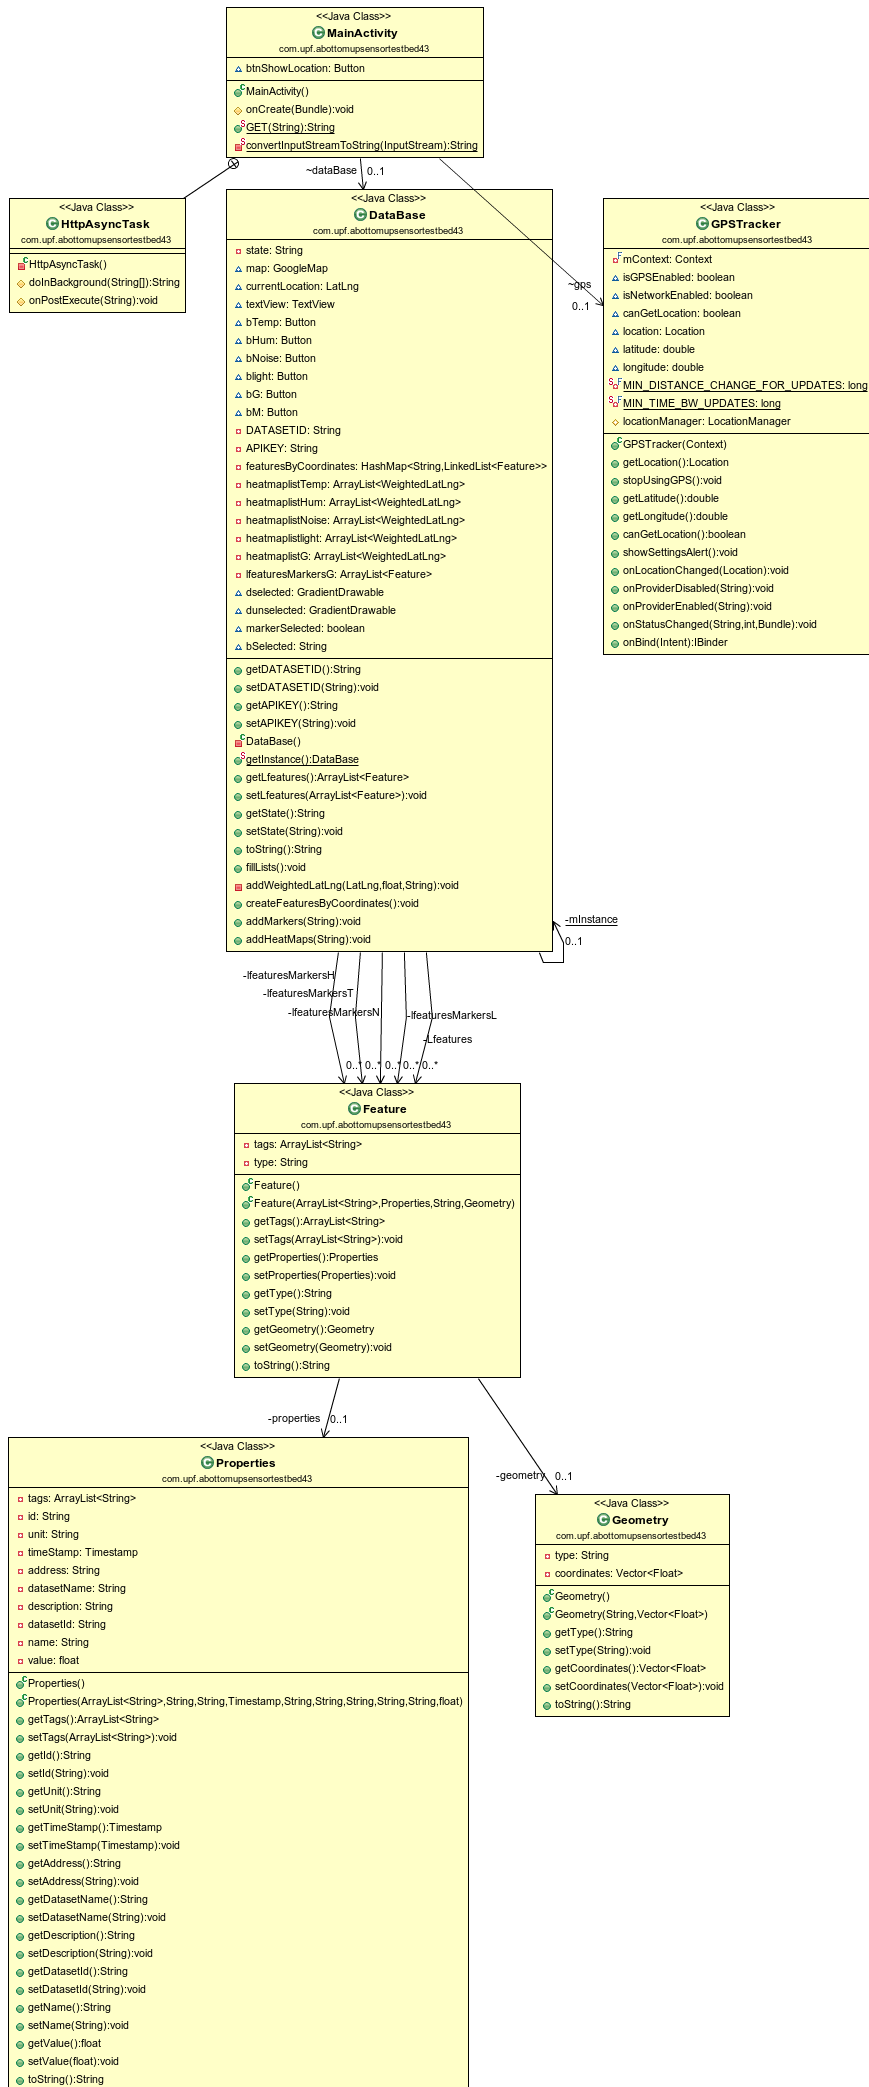 <<Java Class>>
MainActivity
com.upf.abottomupsensortestbed43
btnShowLocation: Button
MainActivity()
onCreate(Bundle):void
GET(String):String
convertInputStreamToString(InputStream):String
~dataBase
0..1
~gps
0..1
<<Java Class>>
HttpAsyncTask
com.upf.abottomupsensortestbed43
HttpAsyncTask()
doInBackground(String[]):String
onPostExecute(String):void
<<Java Class>>
DataBase
com.upf.abottomupsensortestbed43
state: String
map: GoogleMap
currentLocation: LatLng
textView: TextView
bTemp: Button
bHum: Button
bNoise: Button
blight: Button
bG: Button
bM: Button
DATASETID: String
APIKEY: String
featuresByCoordinates: HashMap<String,LinkedList<Feature>>
heatmaplistTemp: ArrayList<WeightedLatLng>
heatmaplistHum: ArrayList<WeightedLatLng>
heatmaplistNoise: ArrayList<WeightedLatLng>
heatmaplistlight: ArrayList<WeightedLatLng>
heatmaplistG: ArrayList<WeightedLatLng>
lfeaturesMarkersG: ArrayList<Feature>
dselected: GradientDrawable
dunselected: GradientDrawable
markerSelected: boolean
bSelected: String
getDATASETID():String
setDATASETID(String):void
getAPIKEY():String
setAPIKEY(String):void
DataBase()
getInstance():DataBase
getLfeatures():ArrayList<Feature>
setLfeatures(ArrayList<Feature>):void
getState():String
setState(String):void
toString():String
fillLists():void
addWeightedLatLng(LatLng,float,String):void
createFeaturesByCoordinates():void
addMarkers(String):void
addHeatMaps(String):void
<<Java Class>>
GPSTracker
com.upf.abottomupsensortestbed43
mContext: Context
isGPSEnabled: boolean
isNetworkEnabled: boolean
canGetLocation: boolean
location: Location
latitude: double
longitude: double
MIN_DISTANCE_CHANGE_FOR_UPDATES: long
MIN_TIME_BW_UPDATES: long
locationManager: LocationManager
GPSTracker(Context)
getLocation():Location
stopUsingGPS():void
getLatitude():double
getLongitude():double
canGetLocation():boolean
showSettingsAlert():void
onLocationChanged(Location):void
onProviderDisabled(String):void
onProviderEnabled(String):void
onStatusChanged(String,int,Bundle):void
onBind(Intent):IBinder
-mInstance
0..1
-lfeaturesMarkersH
-lfeaturesMarkersT
-lfeaturesMarkersN
-lfeaturesMarkersL
-Lfeatures
0..* 0..* 0..* 0..* 0..*
<<Java Class>>
Feature
com.upf.abottomupsensortestbed43
tags: ArrayList<String>
type: String
Feature()
Feature(ArrayList<String>,Properties,String,Geometry)
getTags():ArrayList<String>
setTags(ArrayList<String>):void
getProperties():Properties
setProperties(Properties):void
getType():String
setType(String):void
getGeometry():Geometry
setGeometry(Geometry):void
toString():String
-properties
0..1
-geometry
0..1
<<Java Class>>
Properties
com.upf.abottomupsensortestbed43
tags: ArrayList<String>
id: String
unit: String
timeStamp: Timestamp
address: String
datasetName: String
description: String
datasetId: String
name: String
value: float
Properties()
Properties(ArrayList<String>,String,String,Timestamp,String,String,String,String,String,float)
getTags():ArrayList<String>
setTags(ArrayList<String>):void
getId():String
setId(String):void
getUnit():String
setUnit(String):void
getTimeStamp():Timestamp
setTimeStamp(Timestamp):void
getAddress():String
setAddress(String):void
getDatasetName():String
setDatasetName(String):void
getDescription():String
setDescription(String):void
getDatasetId():String
setDatasetId(String):void
getName():String
setName(String):void
getValue():float
setValue(float):void
toString():String
<<Java Class>>
Geometry
com.upf.abottomupsensortestbed43
type: String
coordinates: Vector<Float>
Geometry()
Geometry(String,Vector<Float>)
getType():String
setType(String):void
getCoordinates():Vector<Float>
setCoordinates(Vector<Float>):void
toString():String